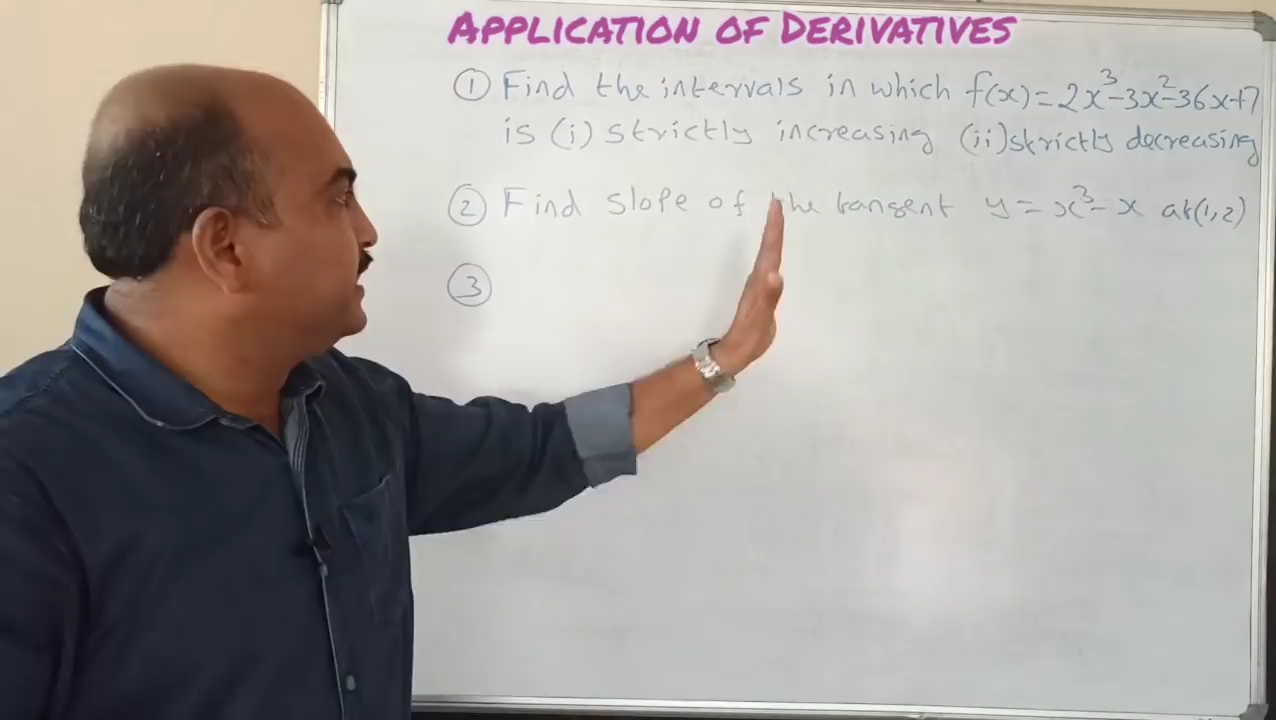 APPLICATION OF DERIVATIVES
① Find the intervals in which f(x) = 2x³-3x²-36x+7
is (i) strictly increasing (ii) strictly decreasing
② Find slope of the tangent y = x³- x at (1,2)
③